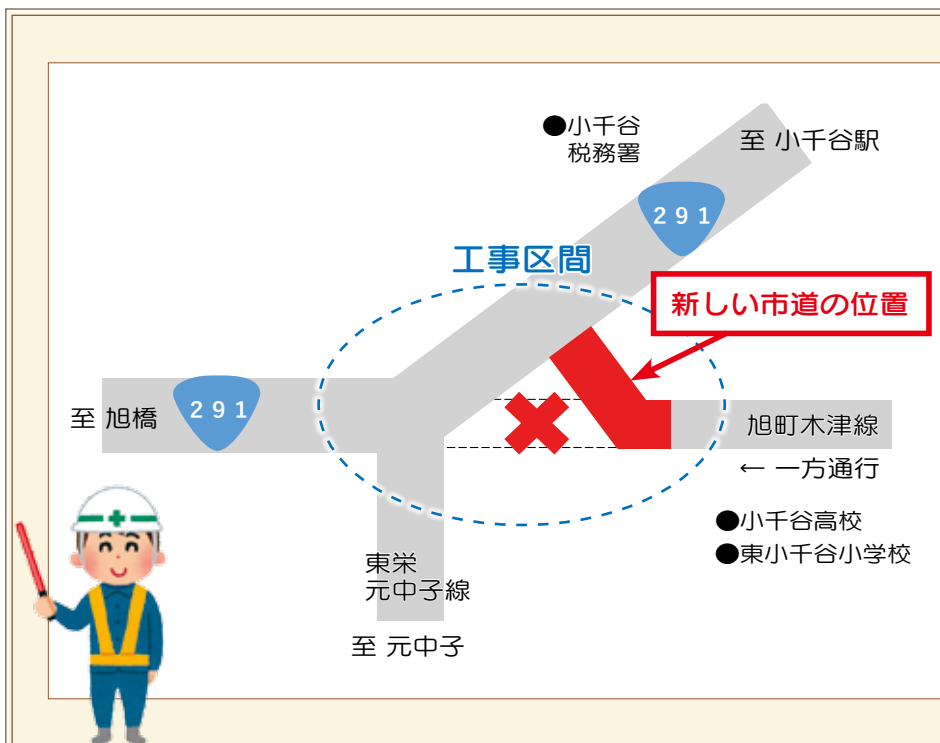 ●小千谷
税務署
至 小千谷駅
291
工事区間
新しい市道の位置
291
至 旭橋
旭町木津線
← 一方通行
●小千谷高校
●東小千谷小学校
東栄
元中子線
至 元中子